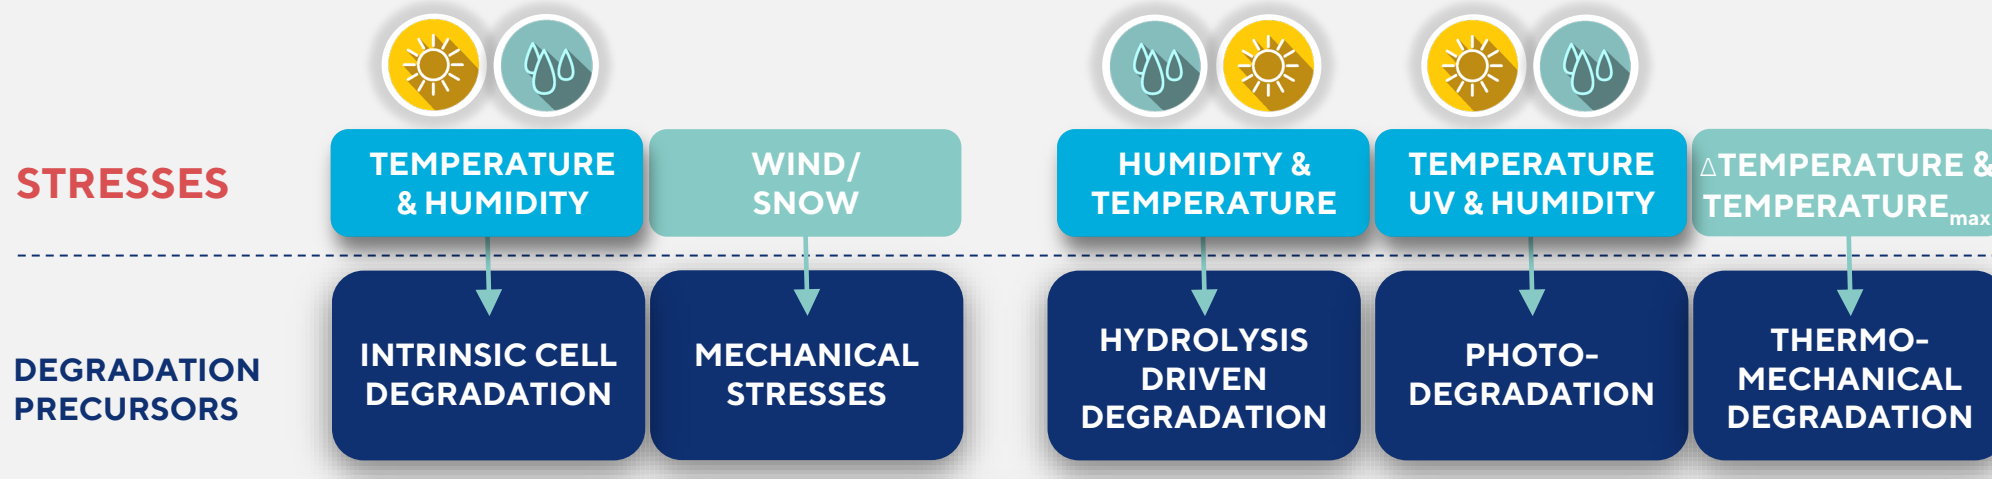 STRESSES
TEMPERATURE
& HUMIDITY
WIND/
SNOW
HUMIDITY &
TEMPERATURE
TEMPERATURE
UV & HUMIDITY
ΔTEMPERATURE &
TEMPERATUREmax
DEGRADATION
PRECURSORS
INTRINSIC CELL
DEGRADATION
MECHANICAL
STRESSES
HYDROLYSIS
DRIVEN
DEGRADATION
PHOTO-
DEGRADATION
THERMO-
MECHANICAL
DEGRADATION